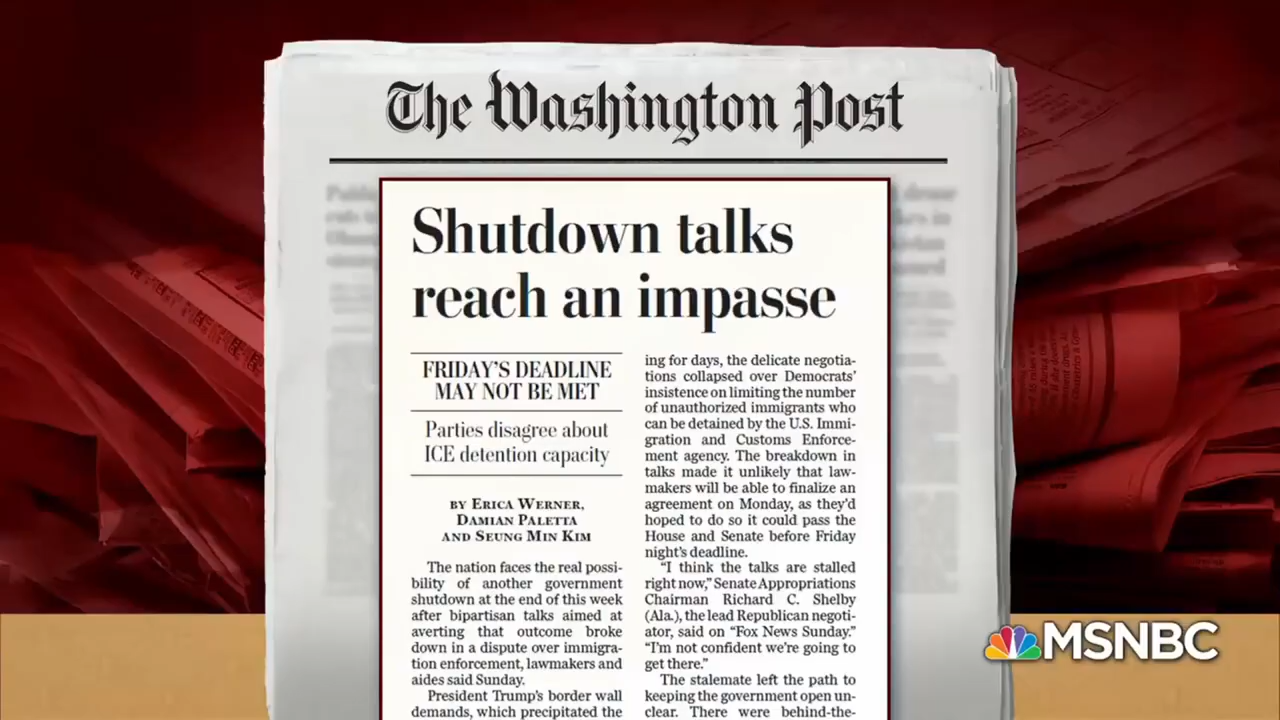 The Washington Post
Shutdown talks
reach an impasse
FRIDAY'S DEADLINE
MAY NOT BE MET
Parties disagree about
ICE detention capacity
BY ERICA WERNER,
DAMIAN PALETTA
AND SEUNG MIN KIM
The nation faces the real possi-
bility of another government
shutdown at the end of this week
after bipartisan talks aimed at
averting that outcome broke
down in a dispute over immigra-
tion enforcement, lawmakers and
aides said Sunday.
President Trump's border wall
demands, which precipitated the
ing for days, the delicate negotia-
tions collapsed over Democrats'
insistence on limiting the number
of unauthorized immigrants who
can be detained by the U.S. Immi-
gration and Customs Enforce-
ment agency. The breakdown in
talks made it unlikely that law-
makers will be able to finalize an
agreement on Monday, as they'd
hoped to do so it could pass the
House and Senate before Friday
night's deadline.
"I think the talks are stalled
right now," Senate Appropriations
Chairman Richard C. Shelby
(Ala.), the lead Republican negoti-
ator, said on "Fox News Sunday."
"I'm not confident we're going to
get there."
The stalemate left the path to
keeping the government open un-
clear. There were behind-the-
MSNBC